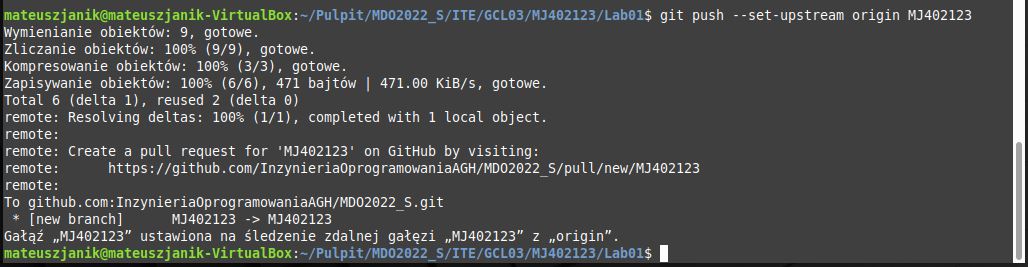 mateuszjanik@mateuszjanik-VirtualBox:~/Pulpit/MDO2022_S/ITE/GCL03/MJ402123/Lab01$ git push --set-upstream origin MJ402123
Wymienianie obiektów: 9, gotowe.
Zliczanie obiektów: 100% (9/9), gotowe.
Kompresowanie obiektów: 100% (3/3), gotowe.
Zapisywanie obiektów: 100% (6/6), 471 bajtów | 471.00 KiB/s, gotowe.
Total 6 (delta 1), reused 2 (delta 0)
remote: Resolving deltas: 100% (1/1), completed with 1 local object.
remote:
remote: Create a pull request for 'MJ402123' on GitHub by visiting:
remote:      https://github.com/InzynieriaOprogramowaniaAGH/MDO2022_S/pull/new/MJ402123
remote:
To github.com:InzynieriaOprogramowaniaAGH/MDO2022_S.git
 * [new branch]      MJ402123 -> MJ402123
Gałąź „MJ402123” ustawiona na śledzenie zdalnej gałęzi „MJ402123” z „origin”.
mateuszjanik@mateuszjanik-VirtualBox:~/Pulpit/MDO2022_S/ITE/GCL03/MJ402123/Lab01$